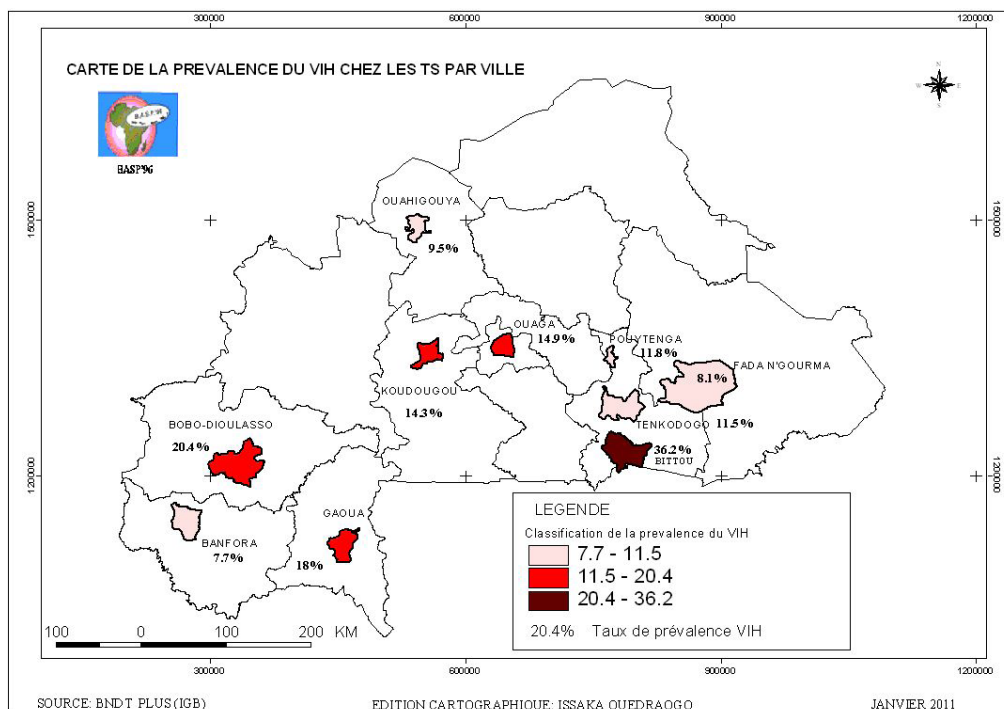 300000 600000 900000 1200000
CARTE DE LA PREVALENCE DU VIH CHEZ LES TS PAR VILLE
N
W E
S
B.A.S.P.'96
BASP'96
OUAHIGOUYA
1500000 1500000
9.5%
OUAGA
14.9%
POUYTENGA
11.8%
FADA N'GOURMA
8.1%
KOUDOUGOU
14.3%
TENKODOGO 11.5%
BOBO-DIOULASSO
20.4%
36.2%
BITTOU
1200000 1200000
GAOUA
18%
BANFORA
7.7%
LEGENDE
Classification de la prevalence du VIH
7.7 - 11.5
11.5 - 20.4
20.4 - 36.2
20.4% Taux de prévalence VIH
100 0 100 200 KM
300000 600000 900000 1200000
SOURCE: BNDT PLUS (IGB) EDITION CARTOGRAPHIQUE: ISSAKA OUEDRAOGO JANVIER 2011